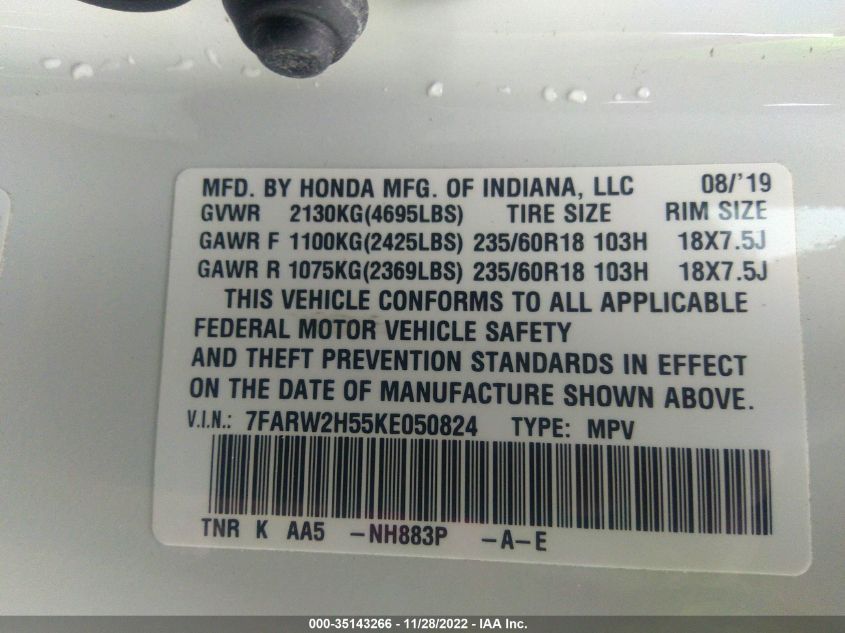 MFD. BY HONDA MFG. OF INDIANA, LLC 08/'19
GVWR 2130KG(4695LBS) TIRE SIZE RIM SIZE
GAWR F 1100KG(2425LBS) 235/60R18 103H 18X7.5J
GAWR R 1075KG(2369LBS) 235/60R18 103H 18X7.5J
THIS VEHICLE CONFORMS TO ALL APPLICABLE
FEDERAL MOTOR VEHICLE SAFETY
AND THEFT PREVENTION STANDARDS IN EFFECT
ON THE DATE OF MANUFACTURE SHOWN ABOVE.
V.I.N.: 7FARW2H55KE050824 TYPE: MPV
TNR K AA5 -NH883P -A-E
000-35143266 - 11/28/2022 - IAA Inc.